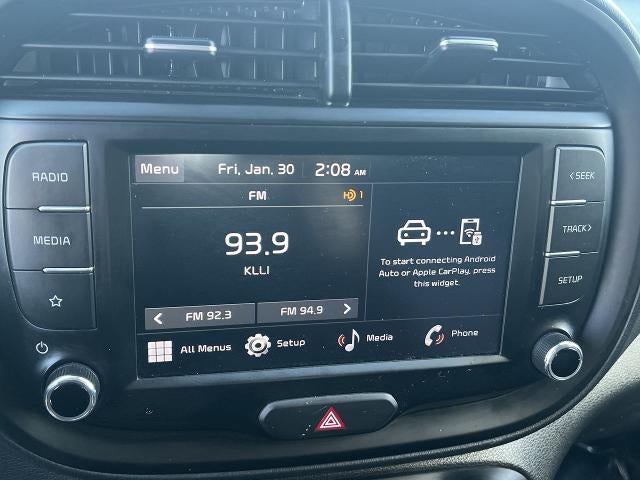 RADIO
MEDIA
Menu
Fri, Jan. 30
2:08 AM
FM
HD 1
93.9
KLLI
FM 92.3
FM 94.9
To start connecting Android
Auto or Apple CarPlay, press
this widget.
All Menus
Setup
Media
Phone
<SEEK
TRACK>
SETUP